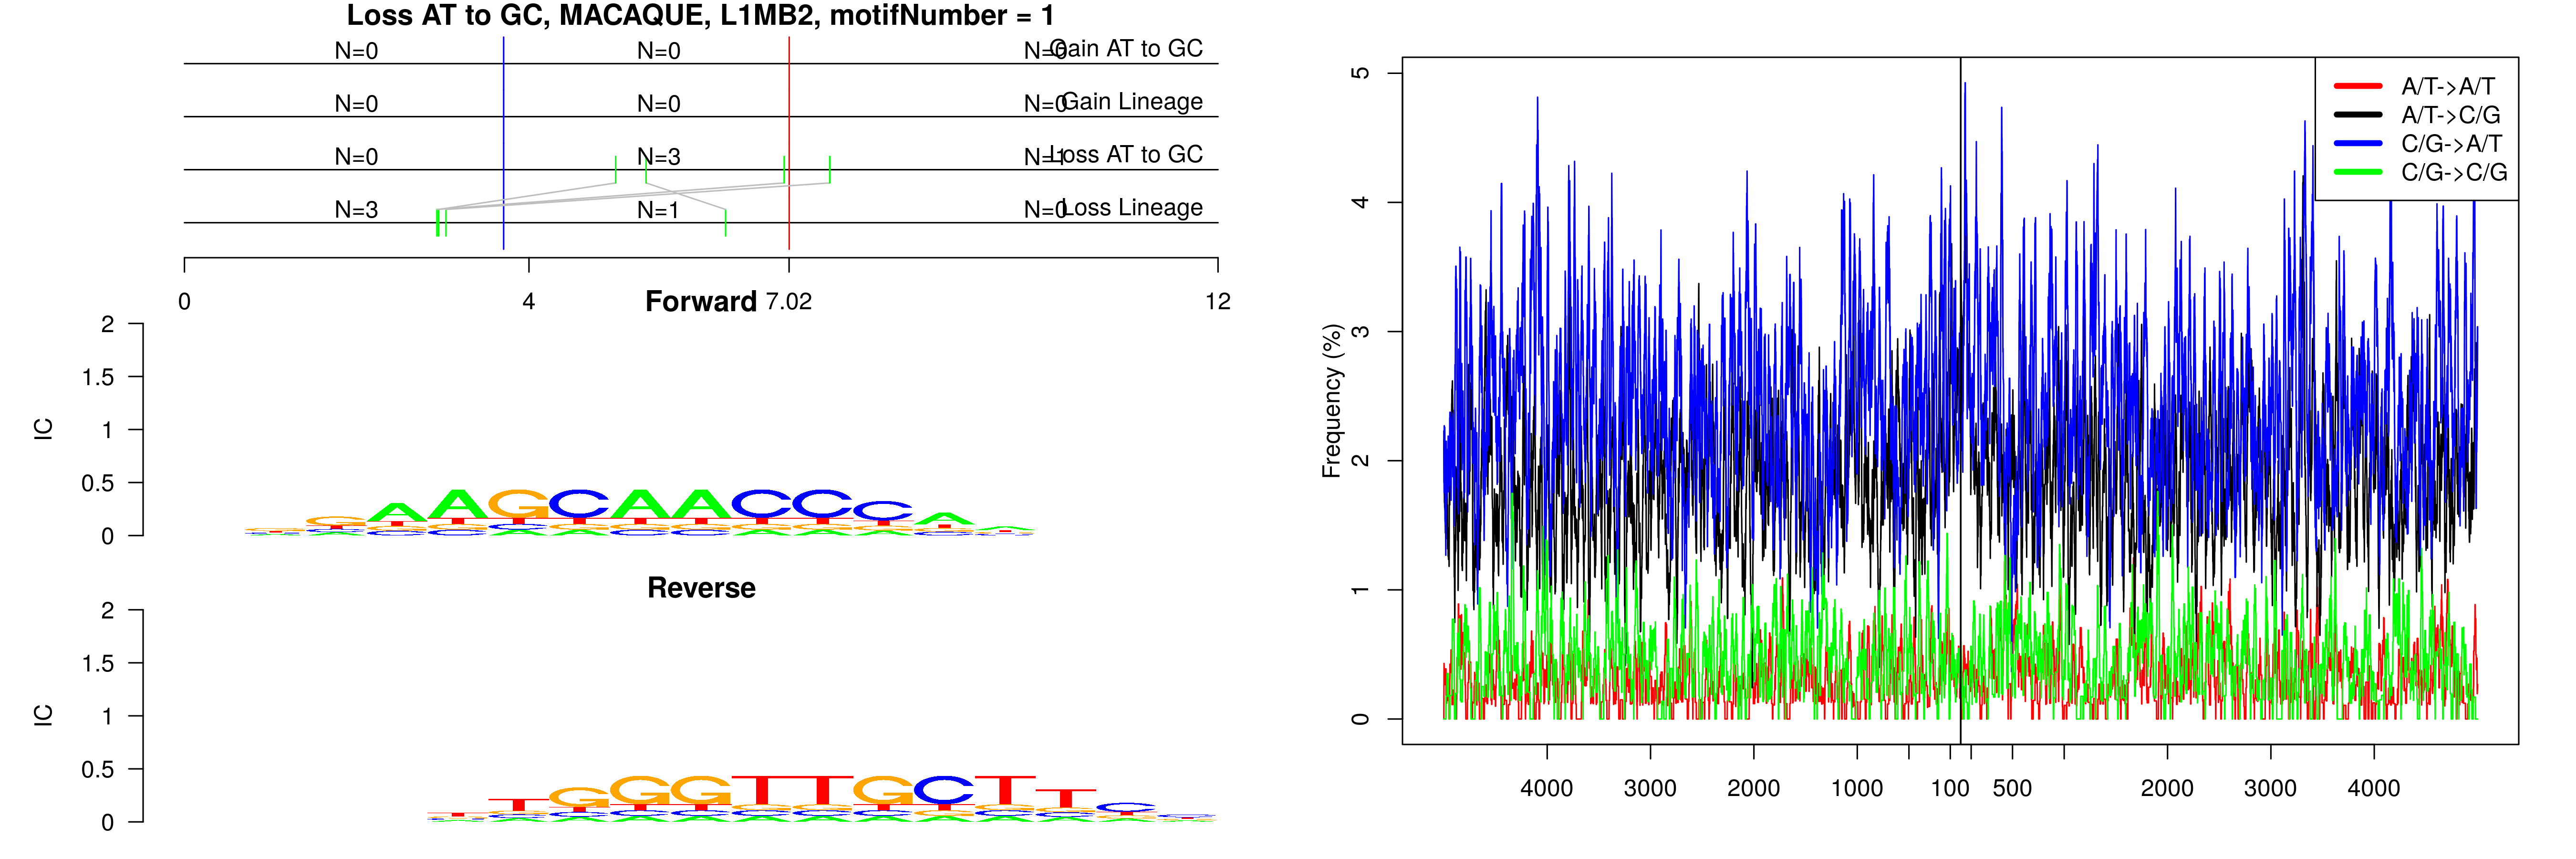 Loss AT to GC, MACAQUE, L1MB2, motifNumber = 1
N=0 N=0 N=0 Gain AT to GC
N=0 N=0 N=0 Gain Lineage
N=0 N=3 N=1 Loss AT to GC
N=3 N=1 N=0 Loss Lineage
0 4 7.02 12
Forward
2
1.5
1
0.5
0
IC
AAGCAACCCA
Reverse
2
1.5
1
0.5
0
IC
TGGGTTGCTTC
5
4
3
2
1
0
Frequency (%)
A/T->A/T
A/T->C/G
C/G->A/T
C/G->C/G
4000 3000 2000 1000 100 500 2000 3000 4000